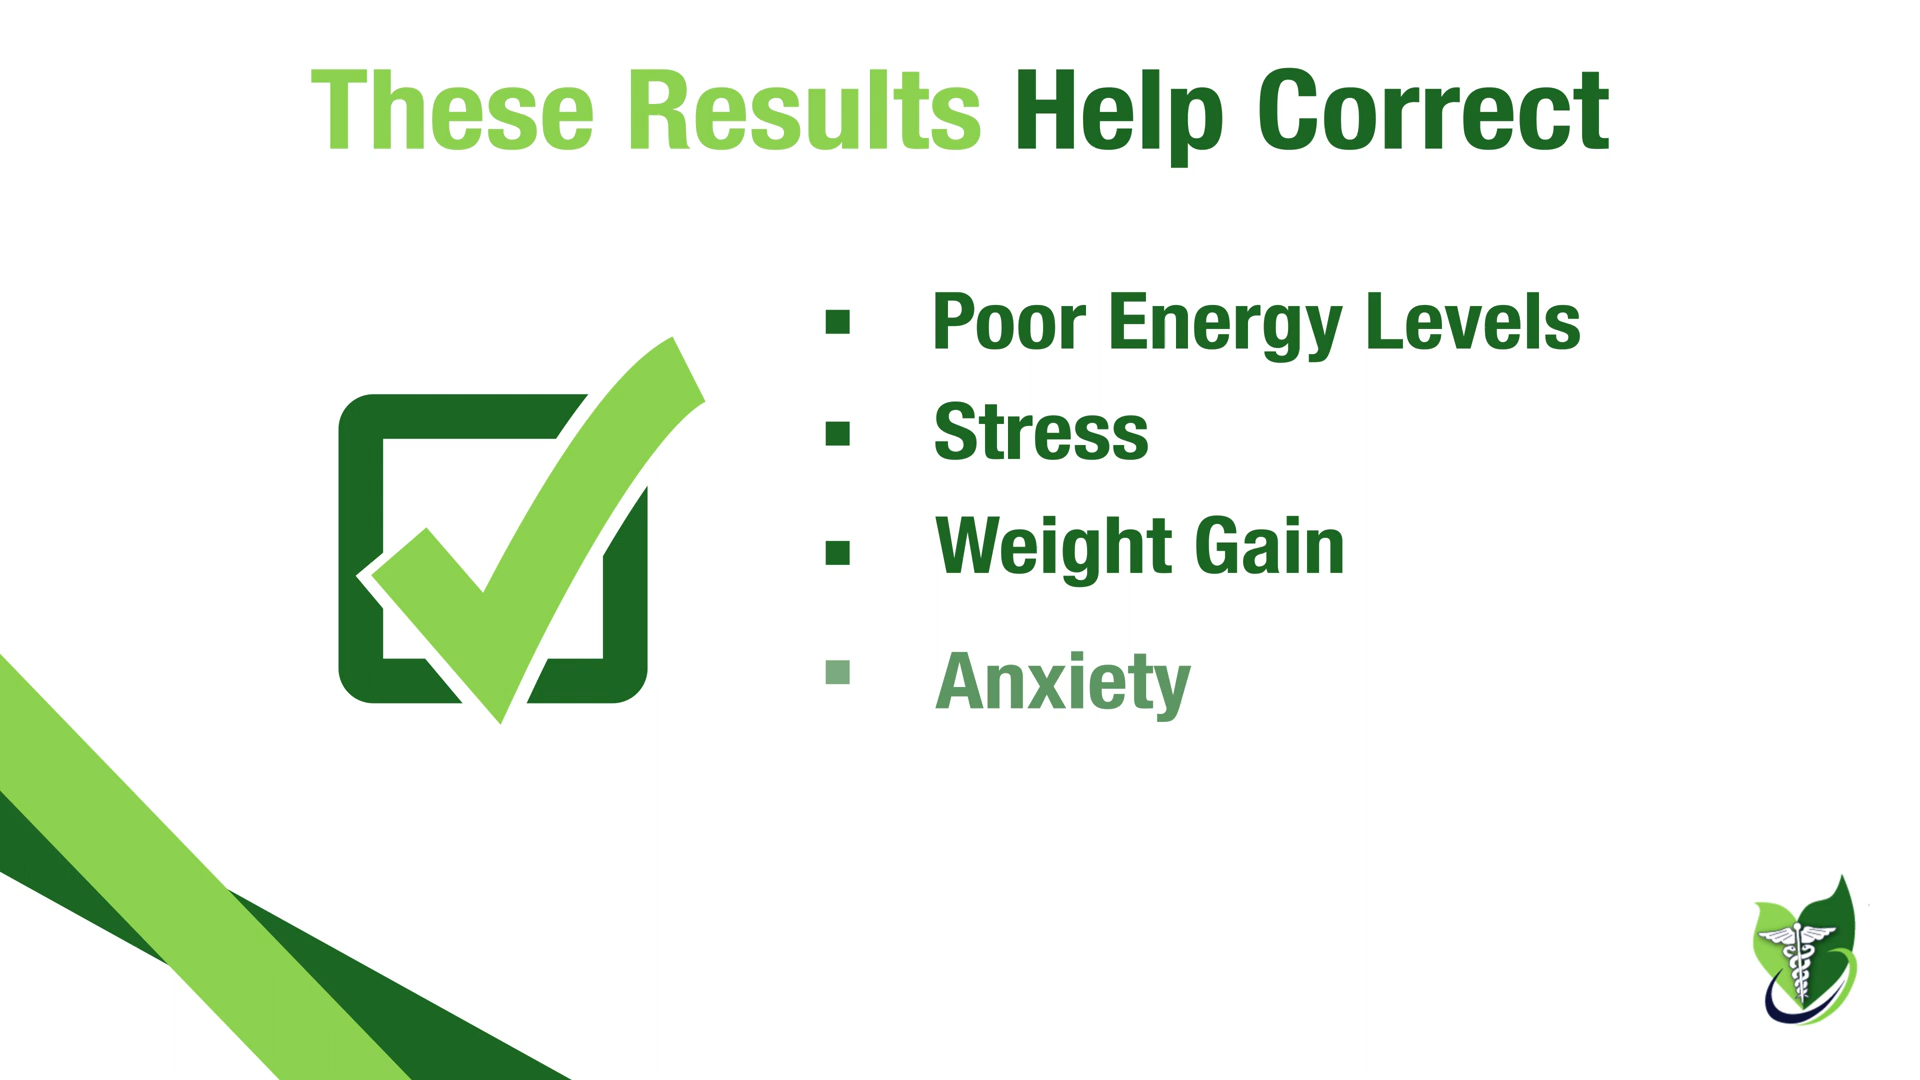 These Results Help Correct
▪ Poor Energy Levels
▪ Stress
▪ Weight Gain
▪ Anxiety